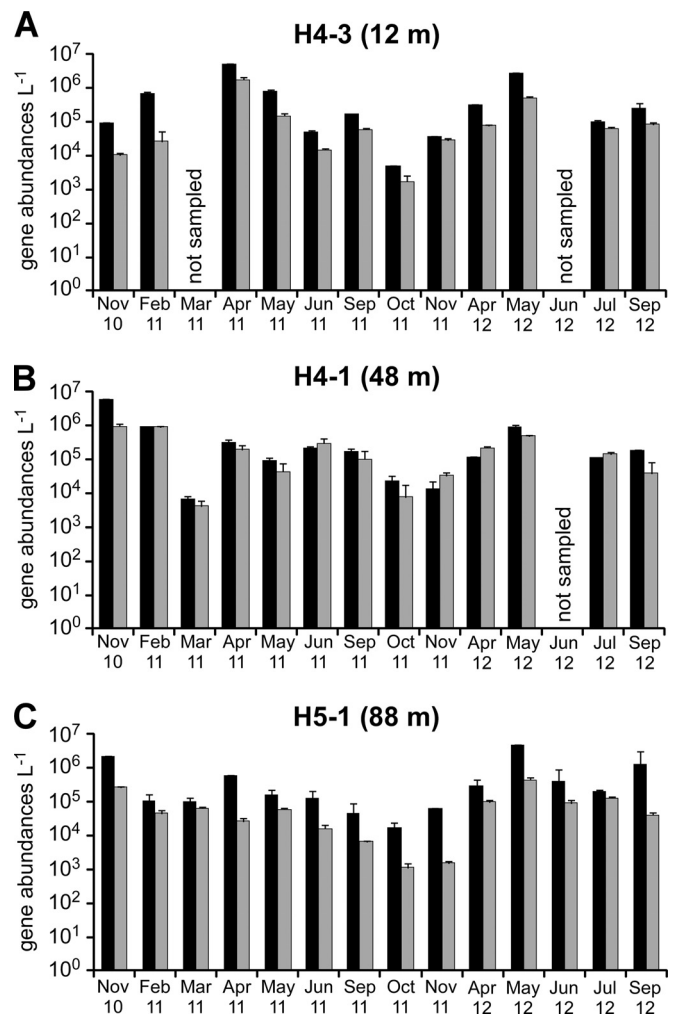 A
H4-3 (12 m)
gene abundances L⁻¹
10⁷
10⁶
10⁵
10⁴
10³
10²
10¹
10⁰
not sampled
not sampled
Nov Feb Mar Apr May Jun Sep Oct Nov Apr May Jun Jul Sep
10 11 11 11 11 11 11 11 11 12 12 12 12 12
B
H4-1 (48 m)
gene abundances L⁻¹
10⁷
10⁶
10⁵
10⁴
10³
10²
10¹
10⁰
not sampled
Nov Feb Mar Apr May Jun Sep Oct Nov Apr May Jun Jul Sep
10 11 11 11 11 11 11 11 11 12 12 12 12 12
C
H5-1 (88 m)
gene abundances L⁻¹
10⁷
10⁶
10⁵
10⁴
10³
10²
10¹
10⁰
Nov Feb Mar Apr May Jun Sep Oct Nov Apr May Jun Jul Sep
10 11 11 11 11 11 11 11 11 12 12 12 12 12